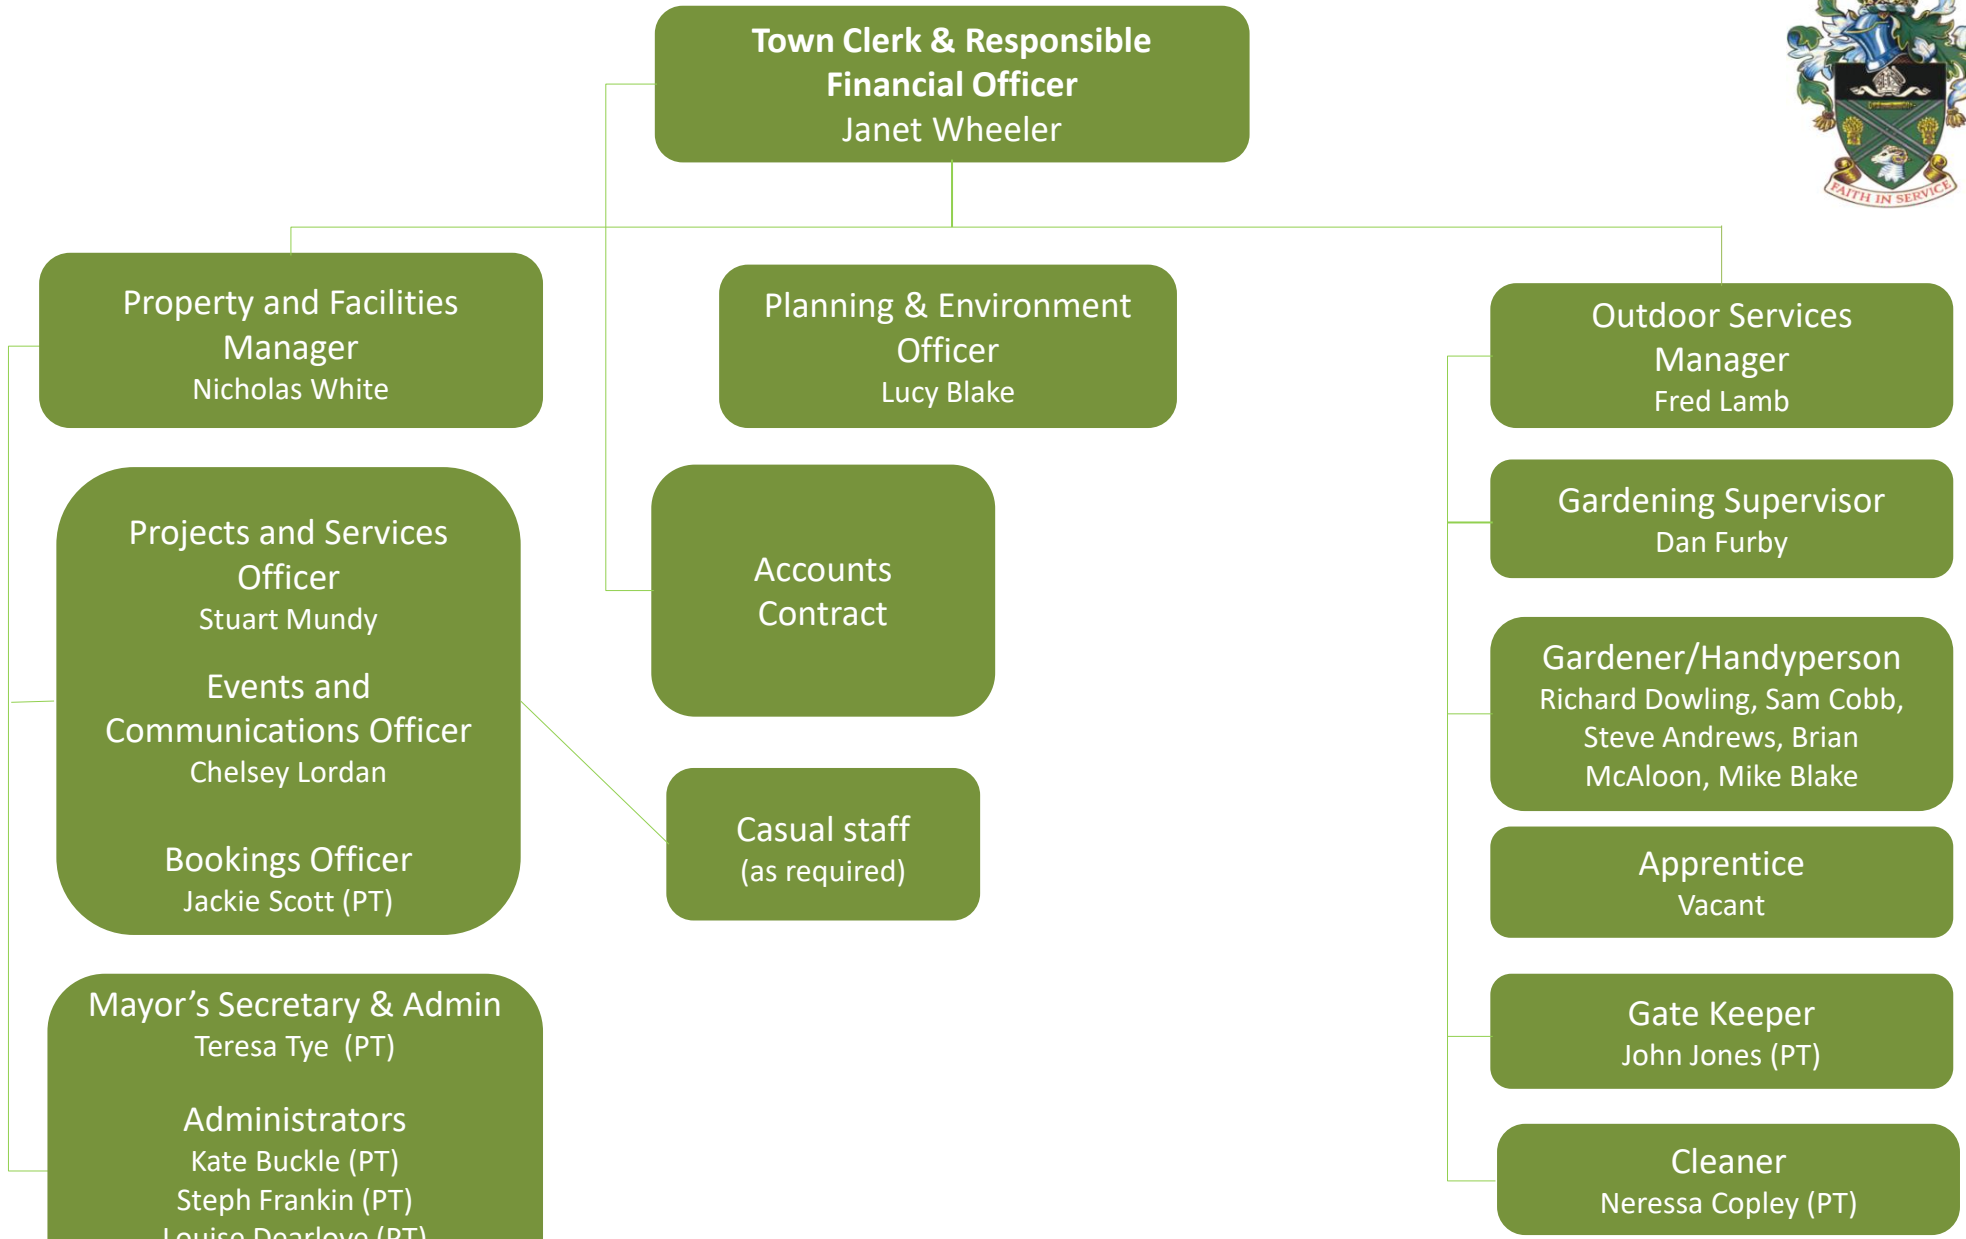 Town Clerk & Responsible
Financial Officer
Janet Wheeler
FAITH IN SERVICE
Property and Facilities
Manager
Nicholas White
Planning & Environment
Officer
Lucy Blake
Outdoor Services
Manager
Fred Lamb
Projects and Services
Officer
Stuart Mundy
Events and
Communications Officer
Chelsey Lordan
Bookings Officer
Jackie Scott (PT)
Accounts
Contract
Casual staff
(as required)
Gardening Supervisor
Dan Furby
Gardener/Handyperson
Richard Dowling, Sam Cobb,
Steve Andrews, Brian
McAloon, Mike Blake
Apprentice
Vacant
Gate Keeper
John Jones (PT)
Cleaner
Neressa Copley (PT)
Mayor’s Secretary & Admin
Teresa Tye  (PT)
Administrators
Kate Buckle (PT)
Steph Frankin (PT)
Louise Dearlove (PT)